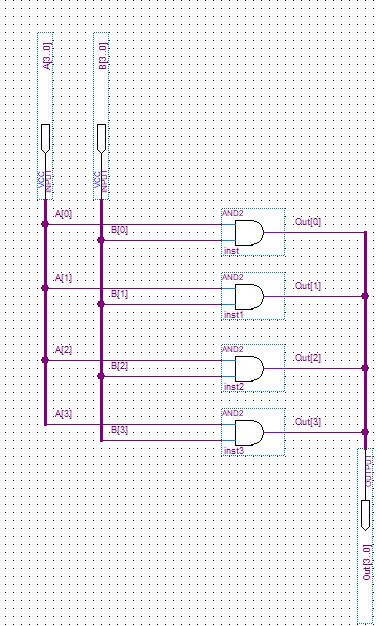 A[3..0]
B[3..0]
VCC
INPUT
VCC
INPUT
A[0]
B[0]
AND2
inst
Out[0]
A[1]
B[1]
AND2
inst1
Out[1]
A[2]
B[2]
AND2
inst2
Out[2]
A[3]
B[3]
AND2
inst3
Out[3]
OUTPUT
Out[3..0]